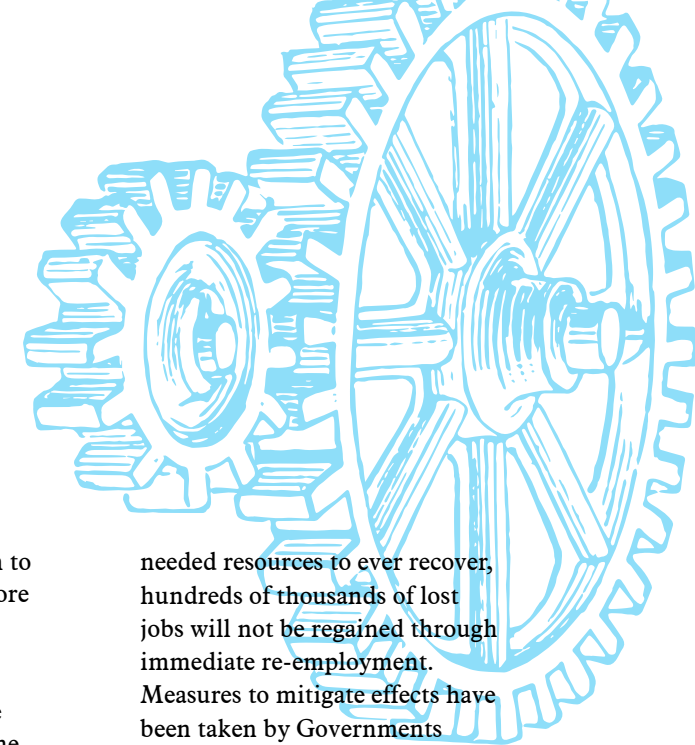 to
needed resources to ever recover,
hundreds of thousands of lost
jobs will not be regained through
immediate re-employment.
Measures to mitigate effects have
been taken by Governments